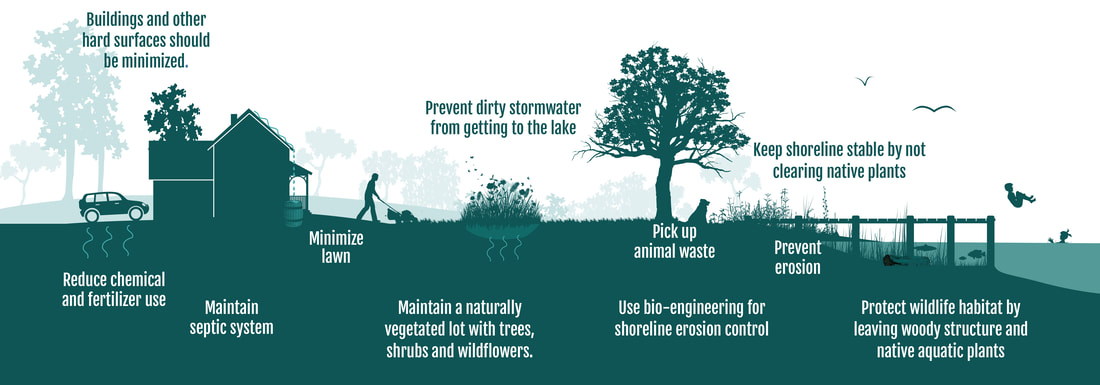 Buildings and other
hard surfaces should
be minimized.
Prevent dirty stormwater
from getting to the lake
Keep shoreline stable by not
clearing native plants
Minimize
lawn
Pick up
animal waste
Prevent
erosion
Reduce chemical
and fertilizer use
Maintain
septic system
Maintain a naturally
vegetated lot with trees,
shrubs and wildflowers.
Use bio-engineering for
shoreline erosion control
Protect wildlife habitat by
leaving woody structure and
native aquatic plants